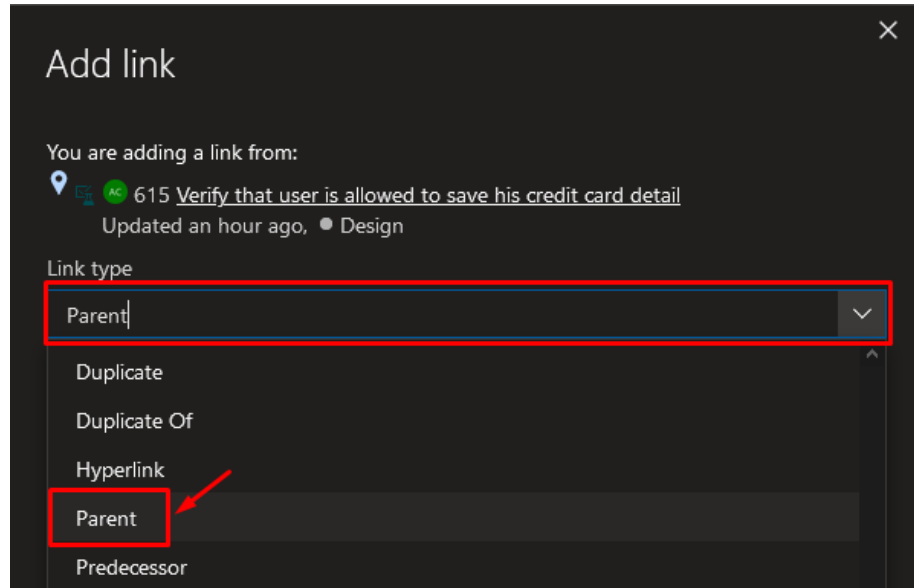 Add link
You are adding a link from:
AC 615 Verify that user is allowed to save his credit card detail
Updated an hour ago, Design
Link type
Parent
Duplicate
Duplicate Of
Hyperlink
Parent
Predecessor